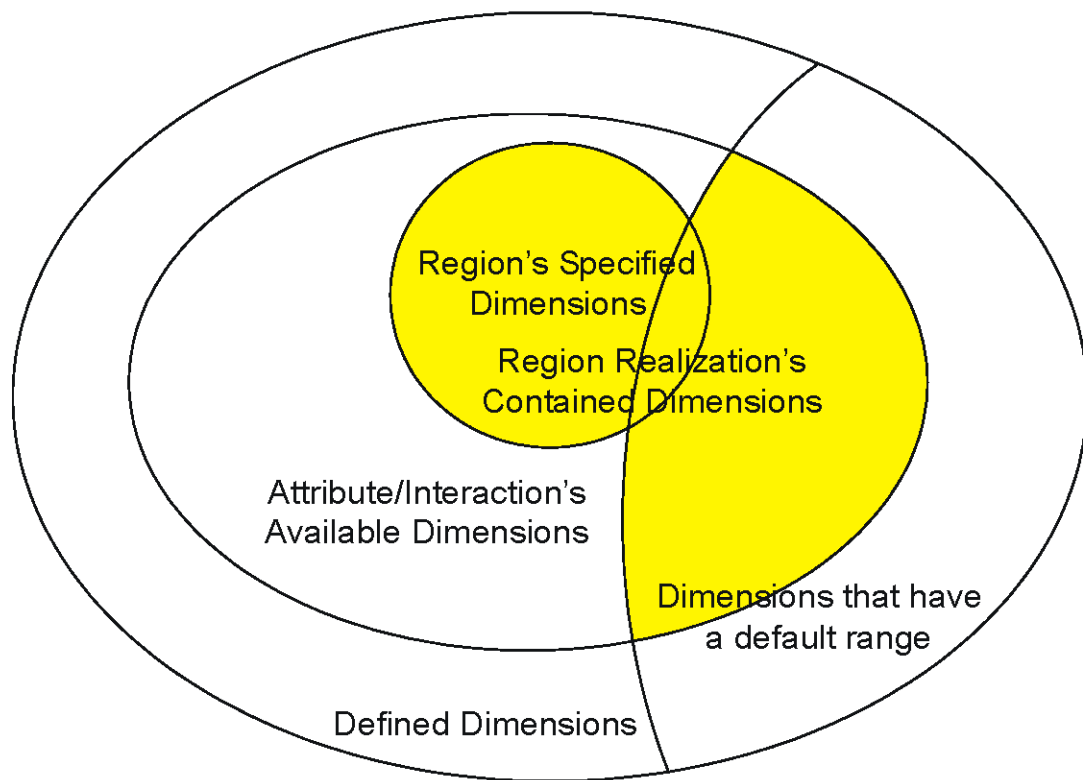 Region’s Specified
Dimensions
Region Realization’s
Contained Dimensions
Attribute/Interaction’s
Available Dimensions
Dimensions that have
a default range
Defined Dimensions